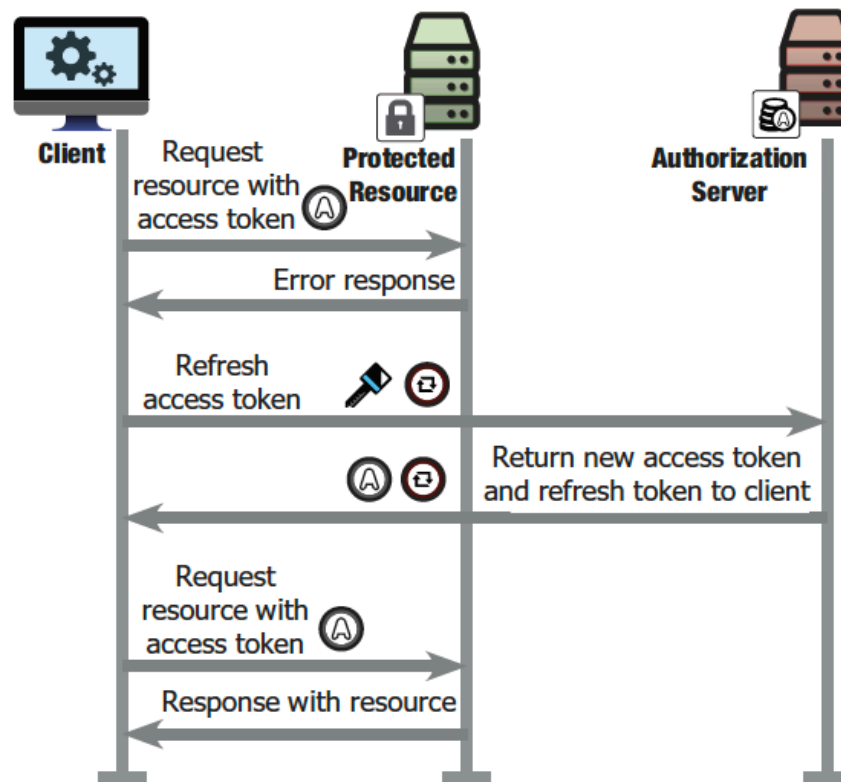 Client
Protected
Resource
Authorization
Server
Request
resource with
access token
A
Error response
Refresh
access token
Return new access token
and refresh token to client
A
Request
resource with
access token
A
Response with resource
A